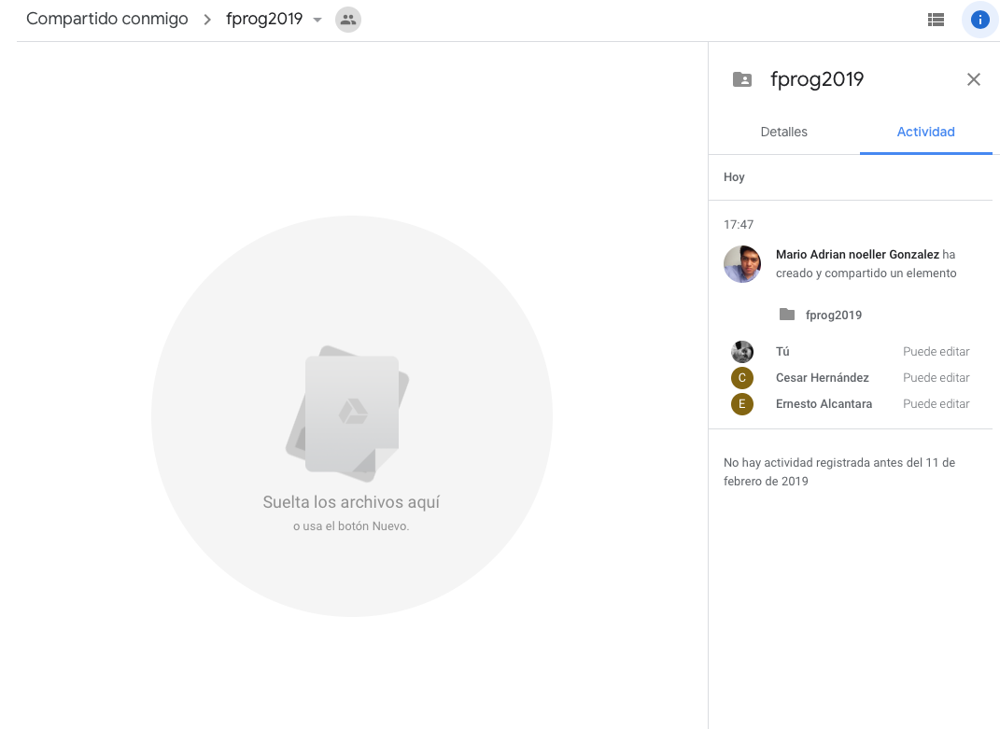 Compartido conmigo > fprog2019
fprog2019
Detalles Actividad
Hoy
17:47
Mario Adrian noeller Gonzalez ha
creado y compartido un elemento
fprog2019
Tú Puede editar
C Cesar Hernández Puede editar
E Ernesto Alcantara Puede editar
No hay actividad registrada antes del 11 de
febrero de 2019
Suelta los archivos aquí
o usa el botón Nuevo.